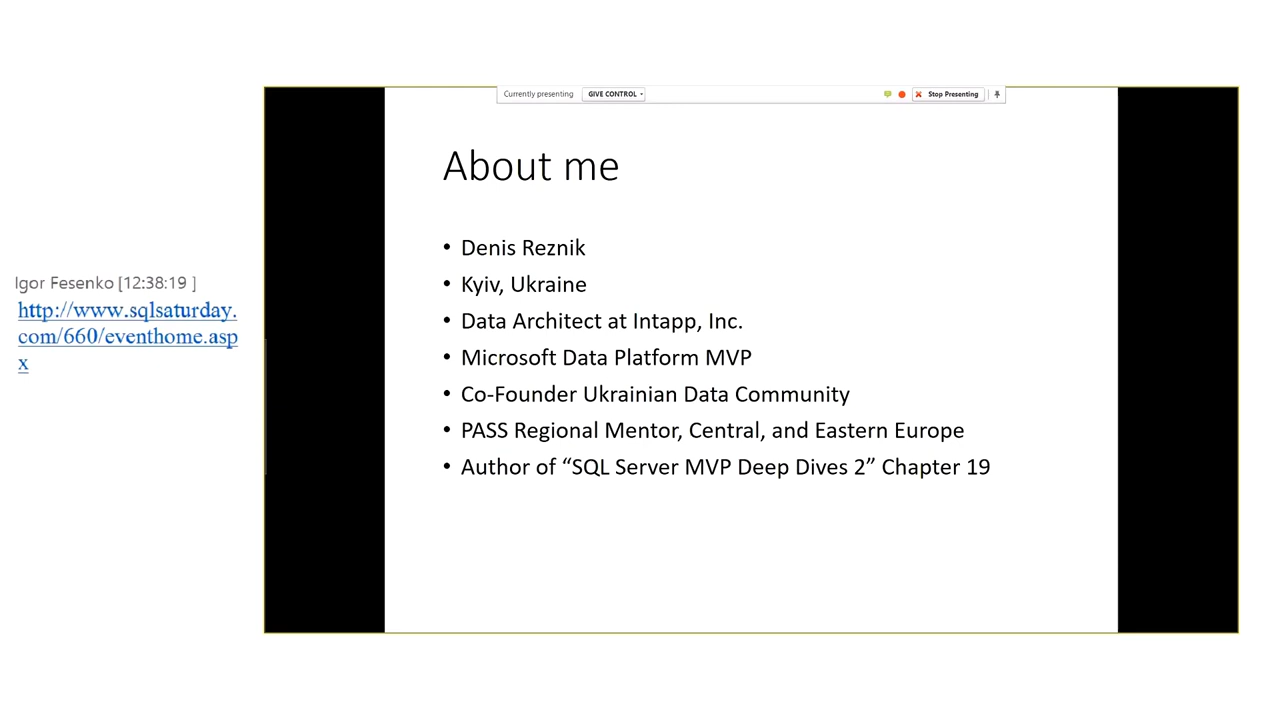 Currently presenting
GIVE CONTROL
Stop Presenting
About me
• Denis Reznik
• Kyiv, Ukraine
• Data Architect at Intapp, Inc.
• Microsoft Data Platform MVP
• Co-Founder Ukrainian Data Community
• PASS Regional Mentor, Central, and Eastern Europe
• Author of “SQL Server MVP Deep Dives 2” Chapter 19
Igor Fesenko [12:38:19 ]
http://www.sqlsaturday.
com/660/eventhome.asp
x